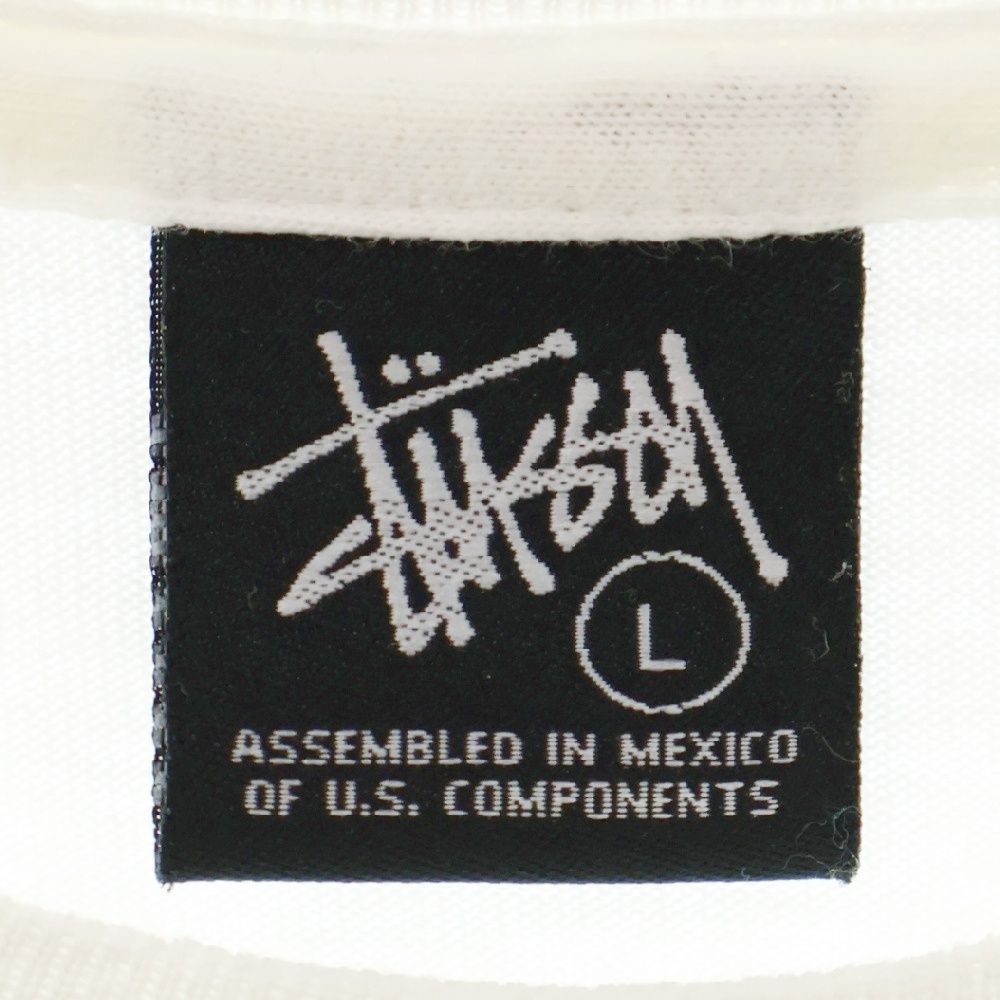 Stüssy
L
ASSEMBLED IN MEXICO
OF U.S. COMPONENTS